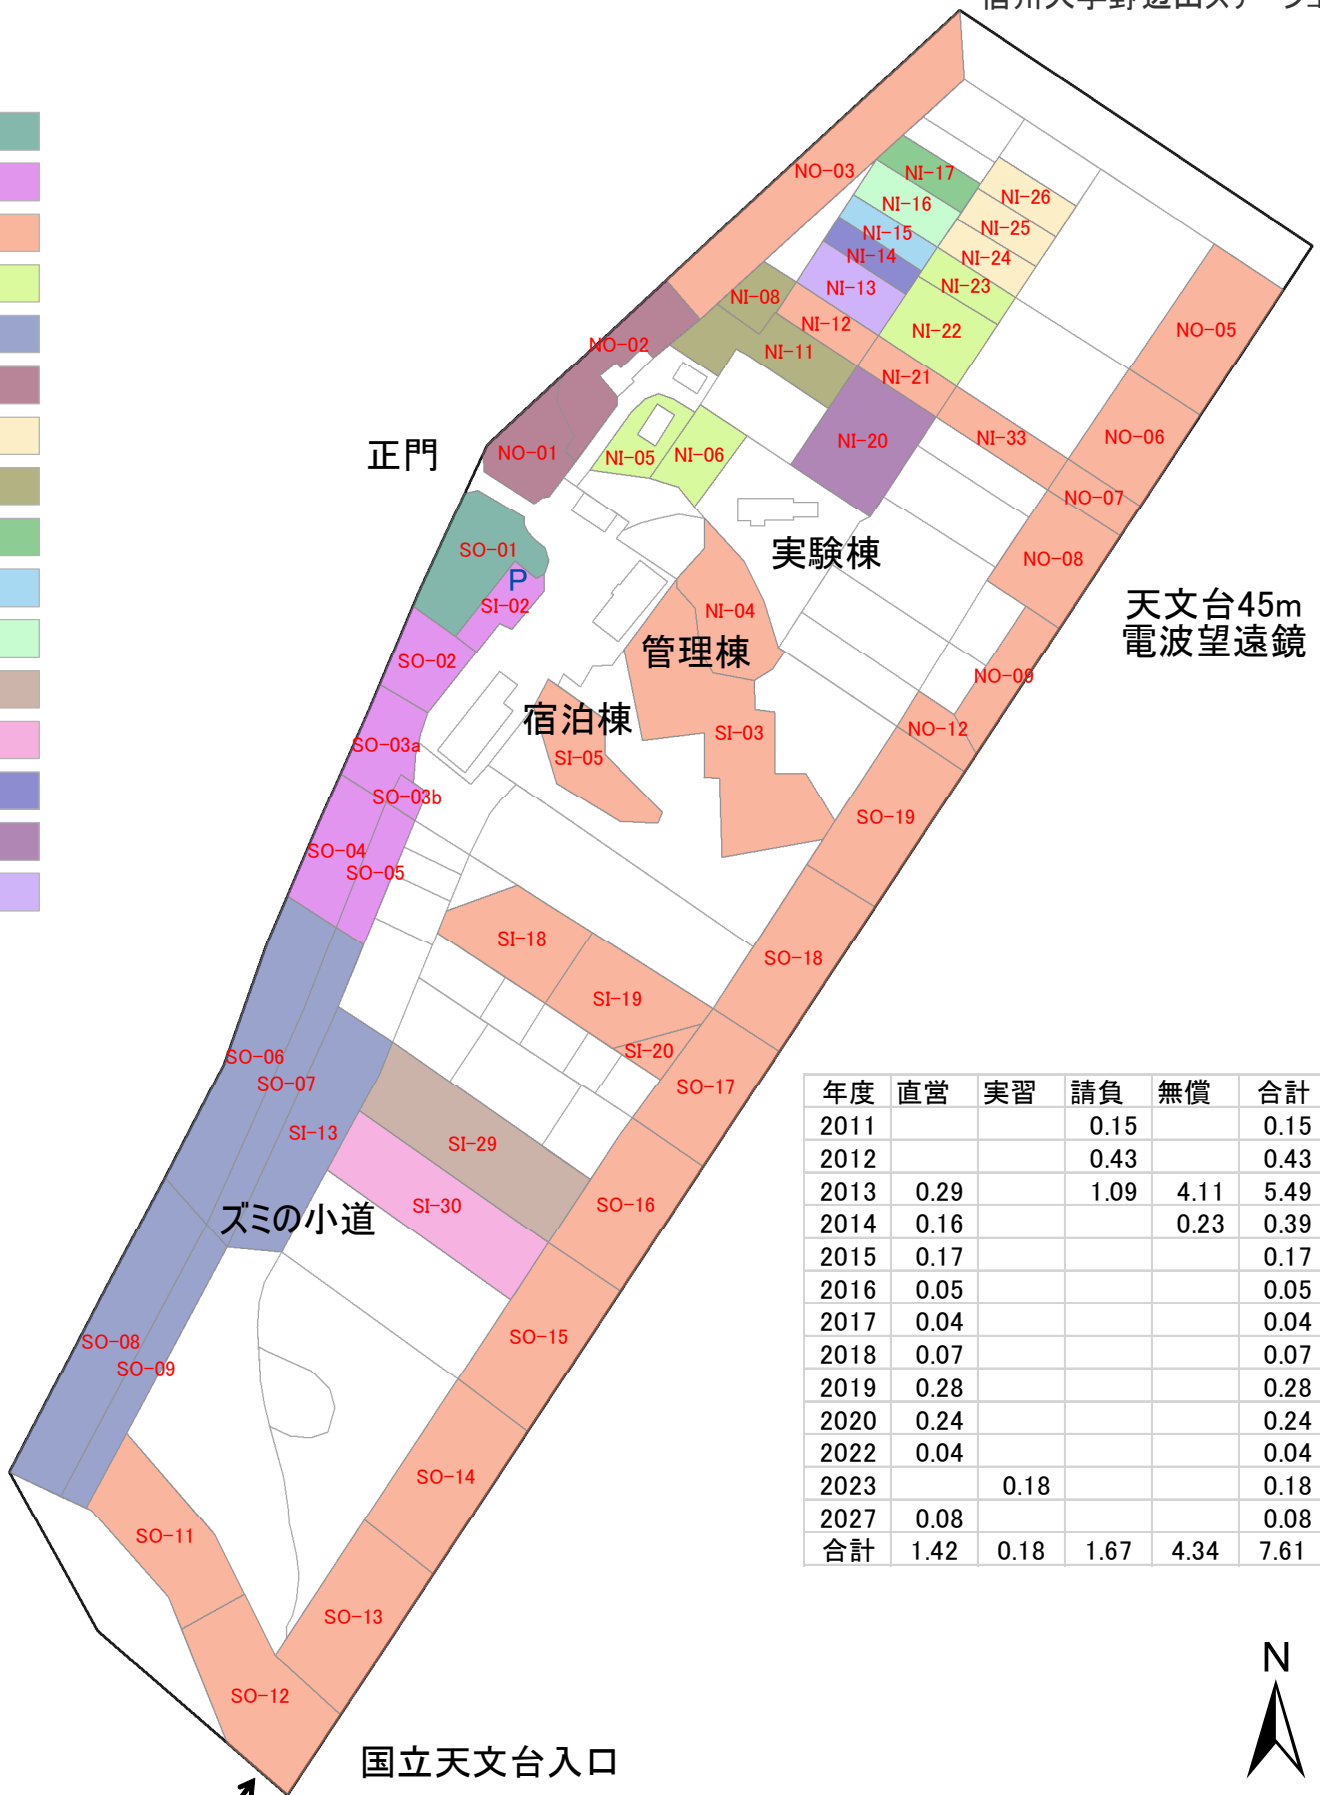 NO-03
NI-17
NI-26
NI-16
NI-25
NI-15
NI-24
NI-14
NI-23
NI-13
NI-08
NI-12
NI-22
NO-05
NO-02
NI-11
NI-21
正門
NO-01
NI-05
NI-06
NI-20
NI-33
NO-06
NO-07
SO-01
実験棟
NO-08
P
SI-02
NI-04
天文台45m
電波望遠鏡
SO-02
管理棟
NO-09
宿泊棟
SO-03a
SI-05
SI-03
NO-12
SO-03b
SO-19
SO-04
SO-05
SI-18
SO-18
SI-19
SO-06
SI-20
SO-07
SO-17
SI-13
SI-29
SI-30
SO-16
ズミの小道
SO-08
SO-15
SO-09
SO-14
SO-11
SO-13
SO-12
国立天文台入口
年度 直営 実習 請負 無償 合計
2011 0.15 0.15
2012 0.43 0.43
2013 0.29 1.09 4.11 5.49
2014 0.16 0.23 0.39
2015 0.17 0.17
2016 0.05 0.05
2017 0.04 0.04
2018 0.07 0.07
2019 0.28 0.28
2020 0.24 0.24
2022 0.04 0.04
2023 0.18 0.18
2027 0.08 0.08
合計 1.42 0.18 1.67 4.34 7.61
N